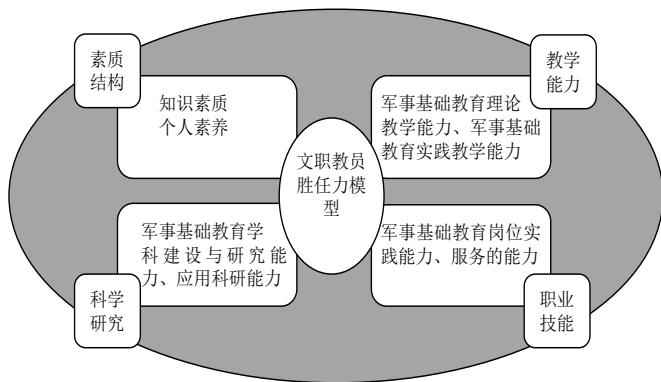 素质
结构
知识素质
个人素养
教学
能力
军事基础教育理论
教学能力、军事基础
教育实践教学能力
文职教员
胜任力模
型
军事基础教育学
科建设与研究能
力、应用科研能力
科学
研究
军事基础教育岗位实
践能力、服务的能力
职业
技能